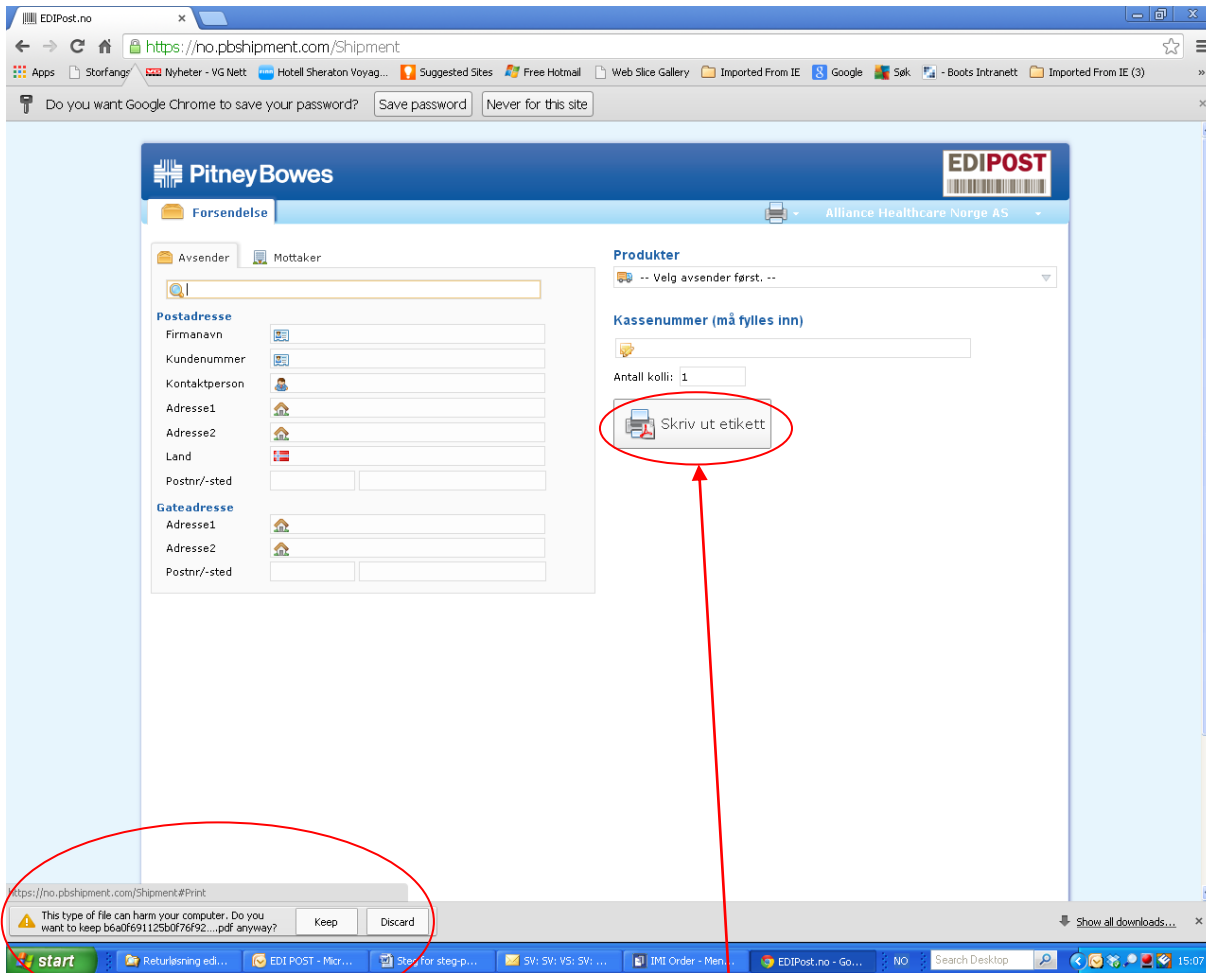 EDIPost.no
https://no.pbshipment.com/Shipment
Apps Storfangs Nyheter - VG Nett Hotell Sheraton Voyag... Suggested Sites Free Hotmail Web Slice Gallery Imported From IE Google Søk - Boots Intranett Imported From IE (3) »
Do you want Google Chrome to save your password? Save password Never for this site
Pitney Bowes
EDIPOST
Forsendelse
Alliance Healthcare Norge AS
Avsender Mottaker
Postadresse
Firmanavn
Kundenummer
Kontaktperson
Adresse1
Adresse2
Land
Postnr/-sted
Gateadresse
Adresse1
Adresse2
Postnr/-sted
Produkter
-- Velg avsender først. --
Kassenummer (må fylles inn)
Antall kolli: 1
Skriv ut etikett
https://no.pbshipment.com/Shipment#Print
This type of file can harm your computer. Do you
want to keep b6a0f691125b0f76f92....pdf anyway?
Keep Discard
Show all downloads...
start Returløsning edi... EDI POST - Micr... Steg for steg-p... SV: SV: VS: SV: ... IMI Order - Men... EDIPost.no - Go... NO Search Desktop 15:07